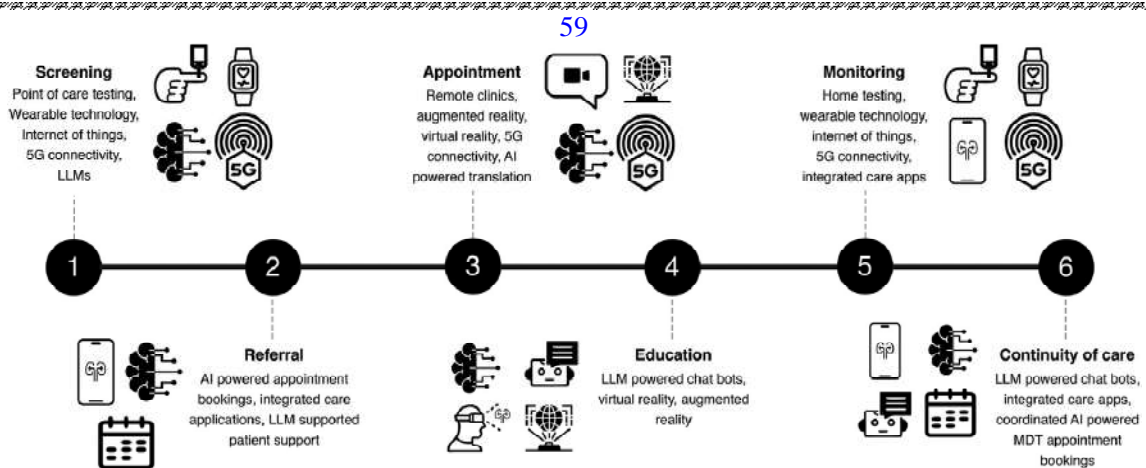 59
Screening
Point of care testing,
Wearable technology,
Internet of things,
5G connectivity,
LLMs
5G
Appointment
Remote clinics,
augmented reality,
virtual reality, 5G
connectivity, AI
powered translation
5G
Monitoring
Home testing,
wearable technology,
internet of things,
5G connectivity,
integrated care apps
5G
1
2
3
4
5
6
Referral
AI powered appointment
bookings, integrated care
applications, LLM supported
patient support
Education
LLM powered chat bots,
virtual reality, augmented
reality
Continuity of care
LLM powered chat bots,
integrated care apps,
coordinated AI powered
MDT appointment
bookings